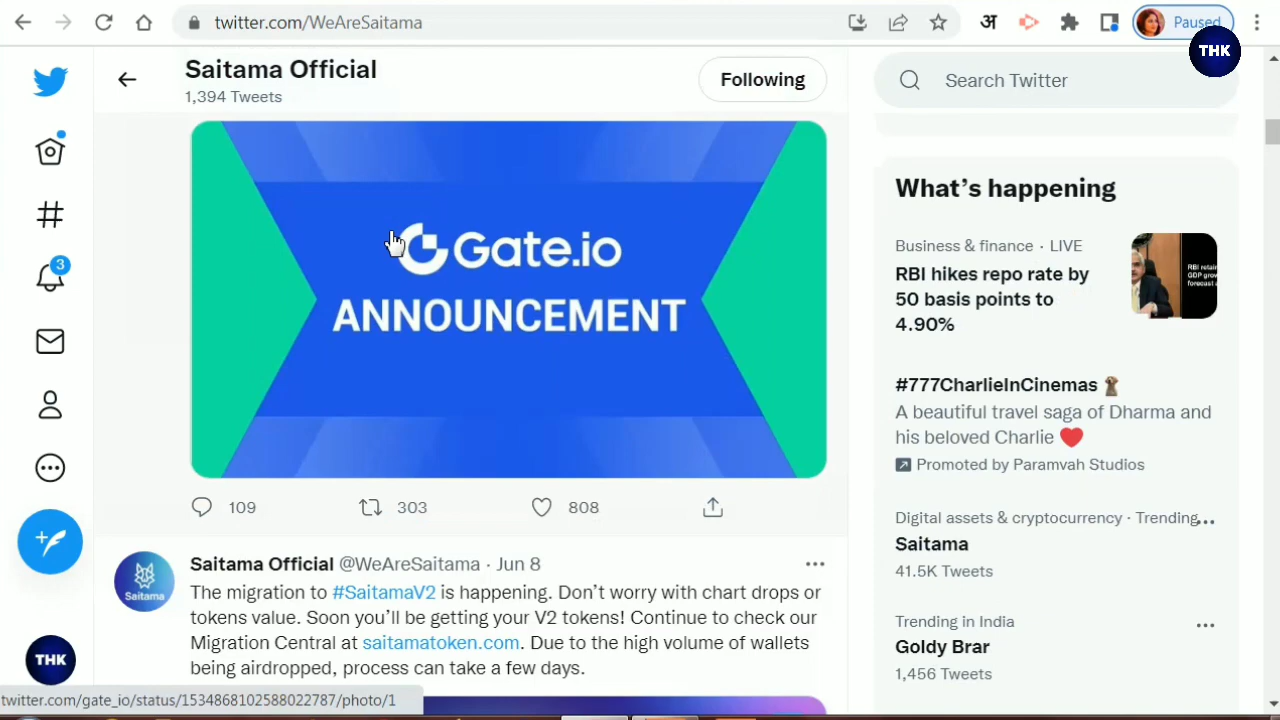 twitter.com/WeAreSaitama
अ
Paused
THK
Saitama Official
1,394 Tweets
Following
Search Twitter
Gate.io
ANNOUNCEMENT
109
303
808
3
Saitama Official @WeAreSaitama · Jun 8
The migration to #SaitamaV2 is happening. Don’t worry with chart drops or
tokens value. Soon you’ll be getting your V2 tokens! Continue to check our
Migration Central at saitamatoken.com. Due to the high volume of wallets
being airdropped, process can take a few days.
Saitama
THK
twitter.com/gate_io/status/1534868102588022787/photo/1
What’s happening
Business & finance · LIVE
RBI hikes repo rate by
50 basis points to
4.90%
#777CharlieInCinemas
A beautiful travel saga of Dharma and
his beloved Charlie ❤️
Promoted by Paramvah Studios
Digital assets & cryptocurrency · Trending
Saitama
41.5K Tweets
Trending in India
Goldy Brar
1,456 Tweets